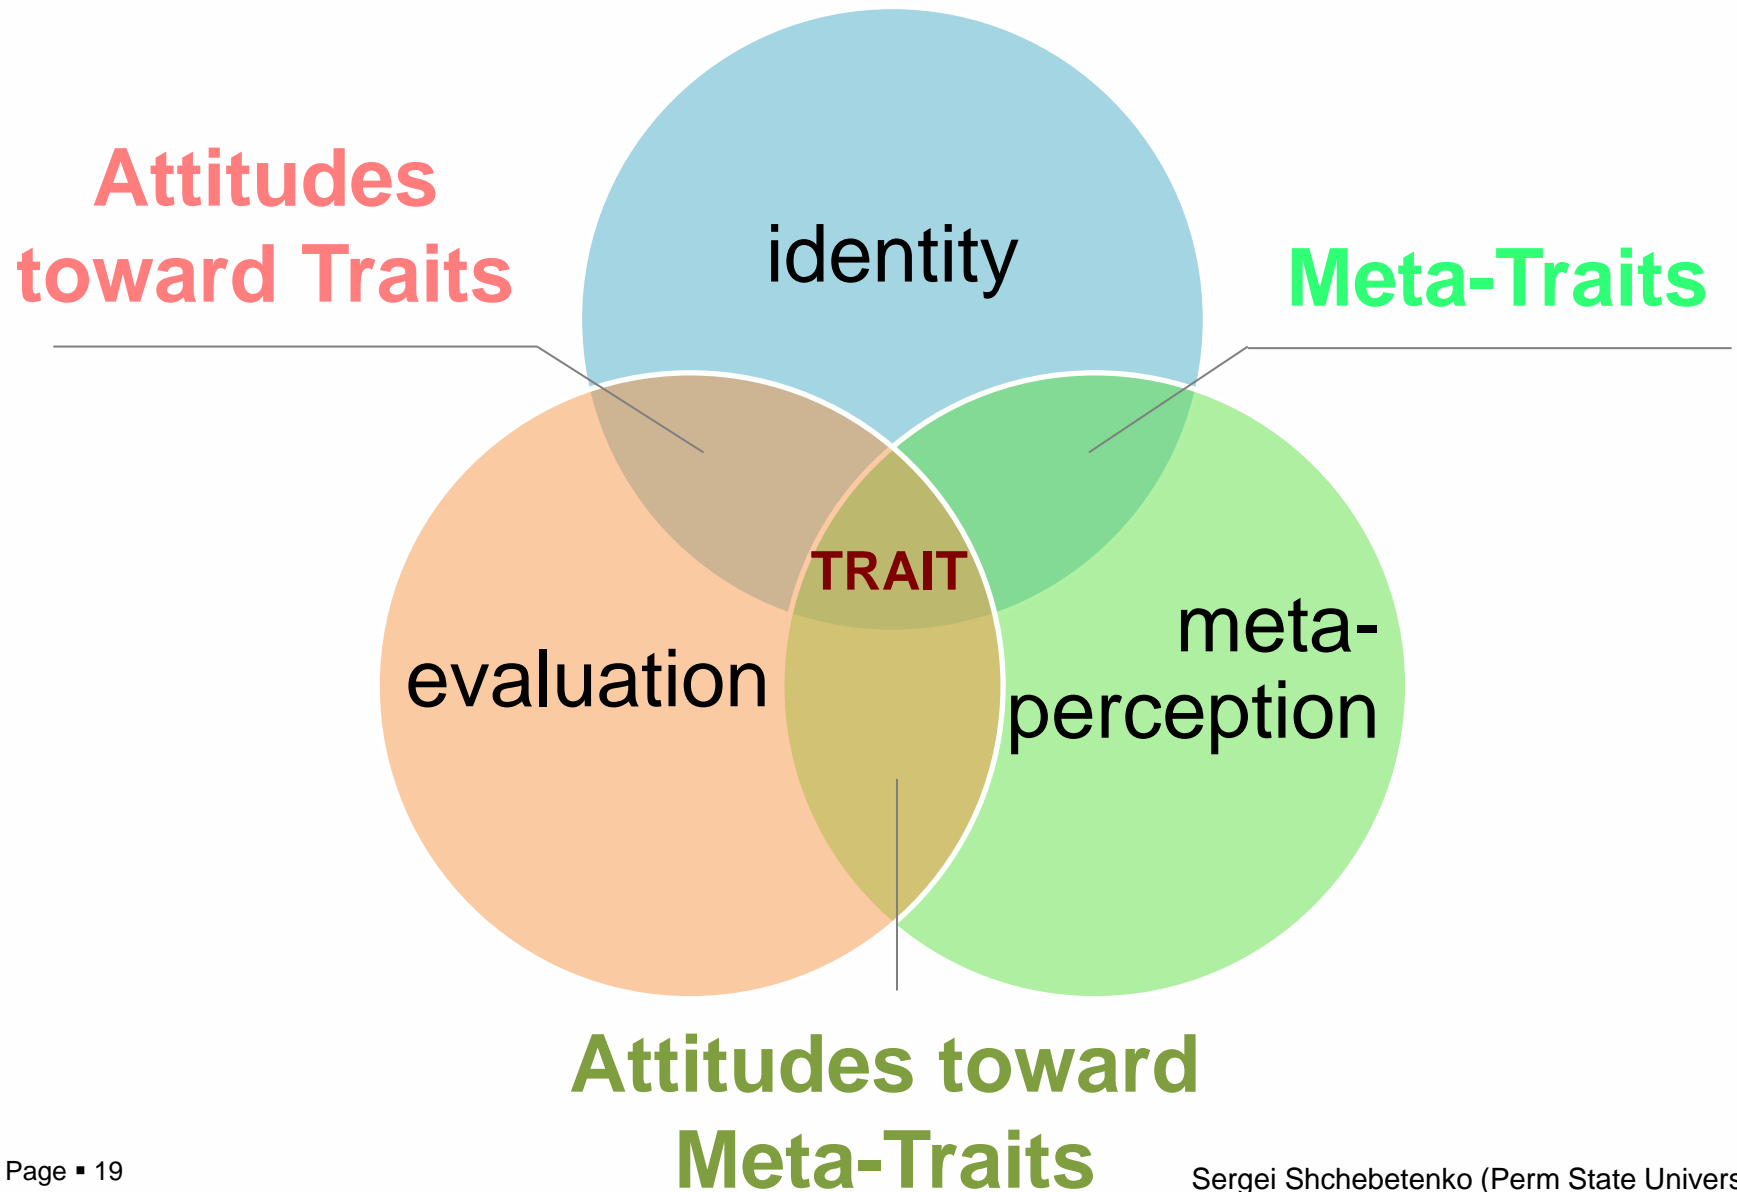 Attitudes
toward Traits
identity
Meta-Traits
TRAIT
evaluation
meta-
perception
Attitudes toward
Meta-Traits
Page ▪ 19
Sergei Shchebetenko (Perm State Univers